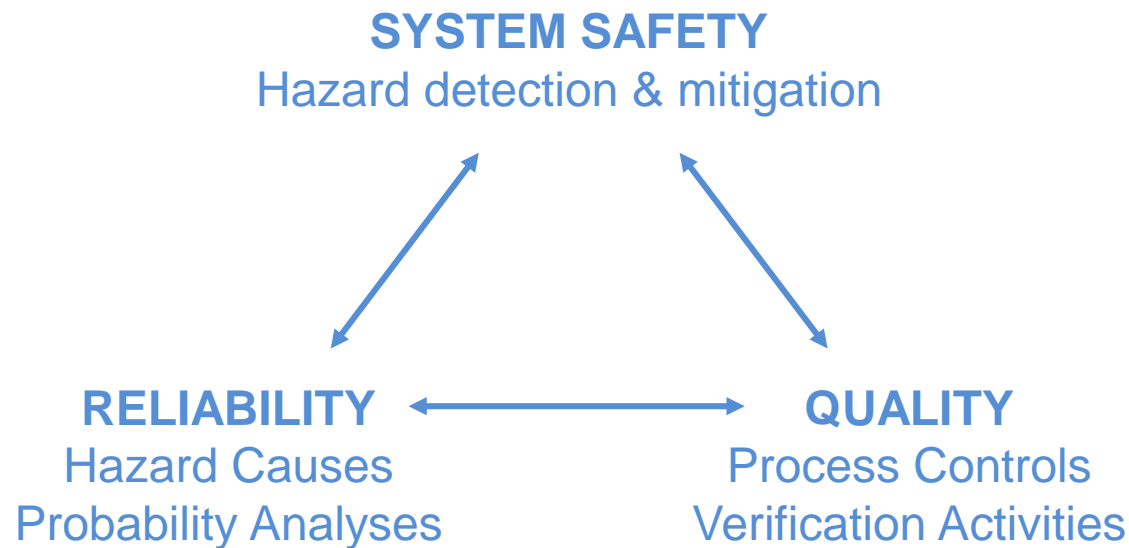 SYSTEM SAFETY
Hazard detection & mitigation
RELIABILITY
Hazard Causes
Probability Analyses
QUALITY
Process Controls
Verification Activities